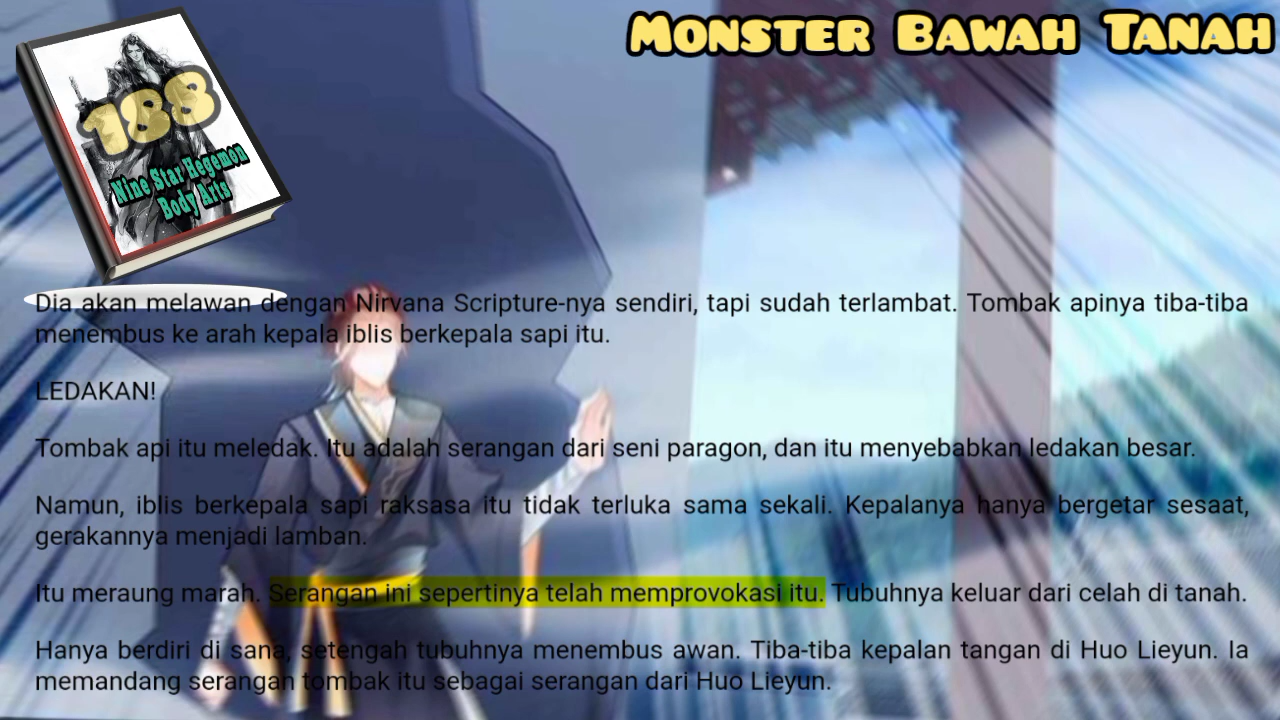 Monster Bawah Tanah
188
Nine Star Hegemon
Body Arts
Dia akan melawan dengan Nirvana Scripture-nya sendiri, tapi sudah terlambat. Tombak apinya tiba-tiba
menembus ke arah kepala iblis berkepala sapi itu.
LEDAKAN!
Tombak api itu meledak. Itu adalah serangan dari seni paragon, dan itu menyebabkan ledakan besar.
Namun, iblis berkepala sapi raksasa itu tidak terluka sama sekali. Kepalanya hanya bergetar sesaat,
gerakannya menjadi lamban.
Itu meraung marah. Serangan ini sepertinya telah memprovokasi itu. Tubuhnya keluar dari celah di tanah.
Hanya berdiri di sana, setengah tubuhnya menembus awan. Tiba-tiba kepalan tangan di Huo Lieyun. Ia
memandang serangan tombak itu sebagai serangan dari Huo Lieyun.